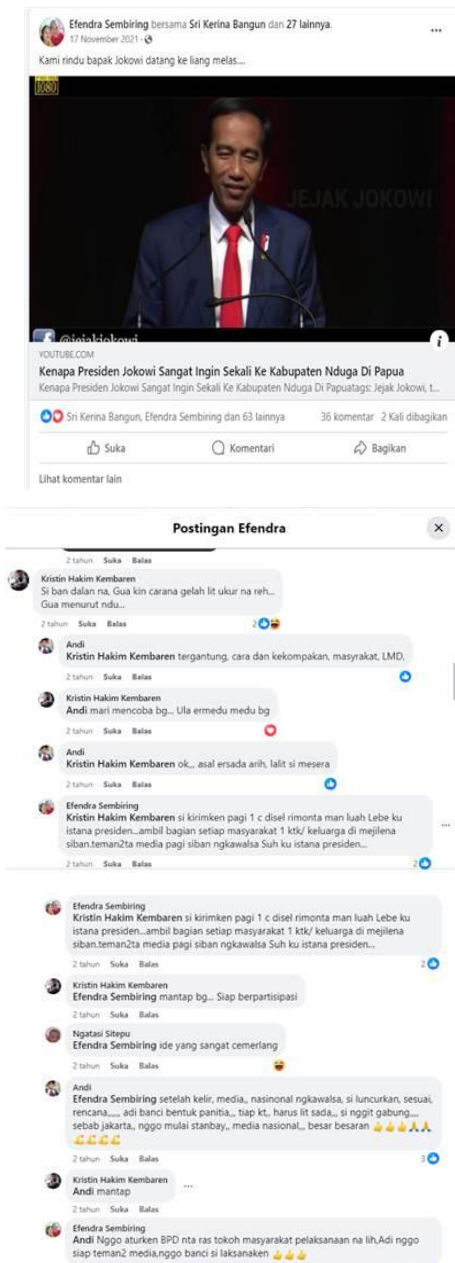 Efendra Sembiring bersama Sri Kerina Bangun dan 27 lainnya.
17 November 2021 ·
Kami rindu bapak Jokowi datang ke liang melas....
1080
JEJAK JOKOWI
@jejakjokowi
YOUTUBE.COM
Kenapa Presiden Jokowi Sangat Ingin Sekali Ke Kabupaten Nduga Di Papua
Kenapa Presiden Jokowi Sangat Ingin Sekali Ke Kabupaten Nduga Di Papuatags: Jejak Jokowi, t...
Sri Kerina Bangun, Efendra Sembiring dan 63 lainnya 36 komentar 2 Kali dibagikan
Suka Komentari Bagikan
Lihat komentar lain
Postingan Efendra
2 tahun Suka Balas
Kristin Hakim Kembaren
Si ban dalan na, Gua kin carana gelah lit ukur na reh...
Gua menurut ndu...
2 tahun Suka Balas 2
Andi
Kristin Hakim Kembaren tergantung, cara dan kekompakan, masyrakat, LMD,
2 tahun Suka Balas
Kristin Hakim Kembaren
Andi mari mencoba bg... Ula ermedu medu bg
2 tahun Suka Balas
Andi
Kristin Hakim Kembaren ok,,, asal ersada arih, lalit si mesera
2 tahun Suka Balas
Efendra Sembiring
Kristin Hakim Kembaren si kirimken pagi 1 c disel rimonta man luah Lebe ku
istana presiden...ambil bagian setiap masyarakat 1 ktk/ keluarga di mejilena
siban.teman2ta media pagi siban ngkawalsa Suh ku istana presiden...
2 tahun Suka Balas 2
Efendra Sembiring
Kristin Hakim Kembaren si kirimken pagi 1 c disel rimonta man luah Lebe ku
istana presiden...ambil bagian setiap masyarakat 1 ktk/ keluarga di mejilena
siban.teman2ta media pagi siban ngkawalsa Suh ku istana presiden...
2 tahun Suka Balas 2
Kristin Hakim Kembaren
Efendra Sembiring mantap bg... Siap berpartisipasi
2 tahun Suka Balas
Ngatasi Sitepu
Efendra Sembiring ide yang sangat cemerlang
2 tahun Suka Balas
Andi
Efendra Sembiring setelah kelir, media,, nasinonal ngkawalsa, si luncurkan, sesuai,
rencana,,,,, adi banci bentuk panitia,,, tiap kt,, harus lit sada,,, si nggit gabung,,,,
sebab jakarta,, nggo mulai stanbay,, media nasional,,, besar besaran 👍👍👍🙏🙏
💪💪💪💪
2 tahun Suka Balas 3
Kristin Hakim Kembaren
Andi mantap
2 tahun Suka Balas
Efendra Sembiring
Andi Nggo aturken BPD nta ras tokoh masyarakat pelaksanaan na lih,Adi nggo
siap teman2 media,nggo banci si laksanaken 👍👍👍